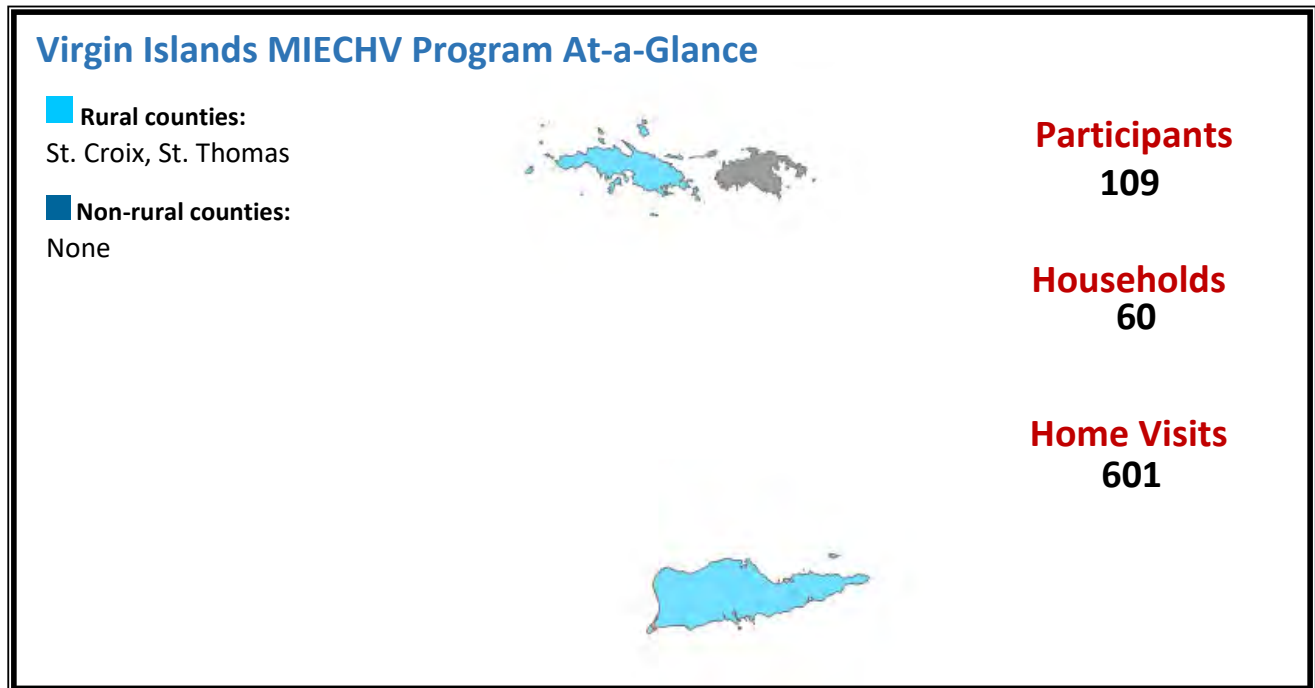 Virgin Islands MIECHV Program At-a-Glance
Rural counties:
St. Croix, St. Thomas
Non-rural counties:
None
Participants
109
Households
60
Home Visits
601